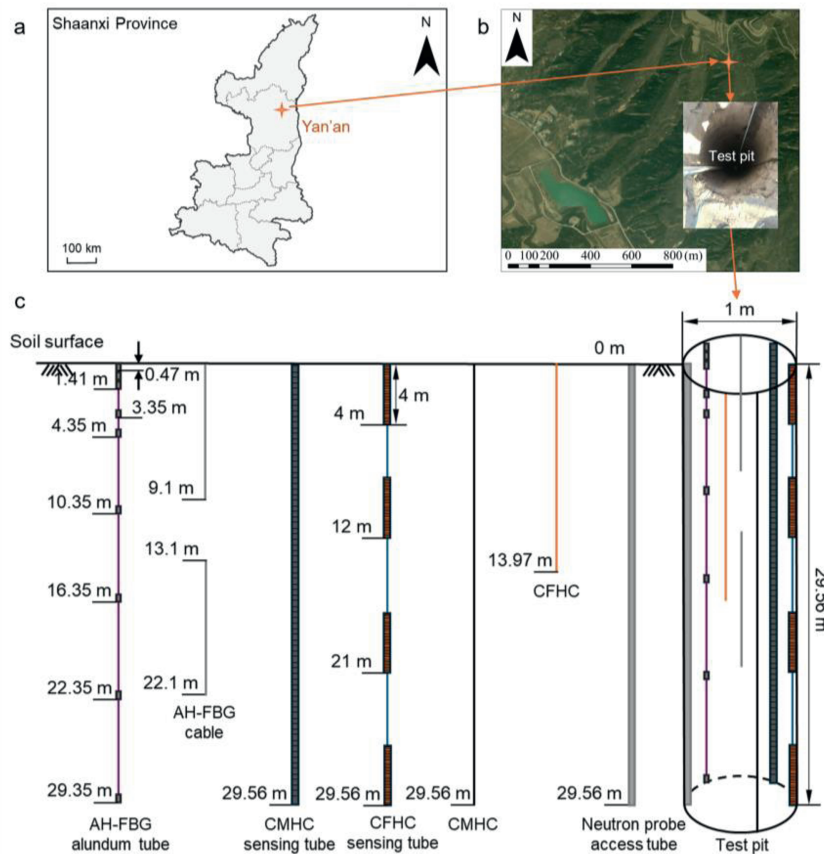 a
Shaanxi Province
N
Yan'an
100 km
b
N
Test pit
0 100 200 400 600 800 (m)
c
1 m
Soil surface
0 m
1.41 m
0.47 m
3.35 m
4 m
4.35 m
4 m
9.1 m
10.35 m
12 m
13.1 m
13.97 m
CFHC
16.35 m
29.56 m
21 m
22.35 m
22.1 m
AH-FBG
cable
29.35 m
29.56 m
29.56 m
29.56 m
29.56 m
AH-FBG
alundum tube
CMHC
sensing tube
CFHC
sensing tube
CMHC
Neutron probe
access tube
Test pit